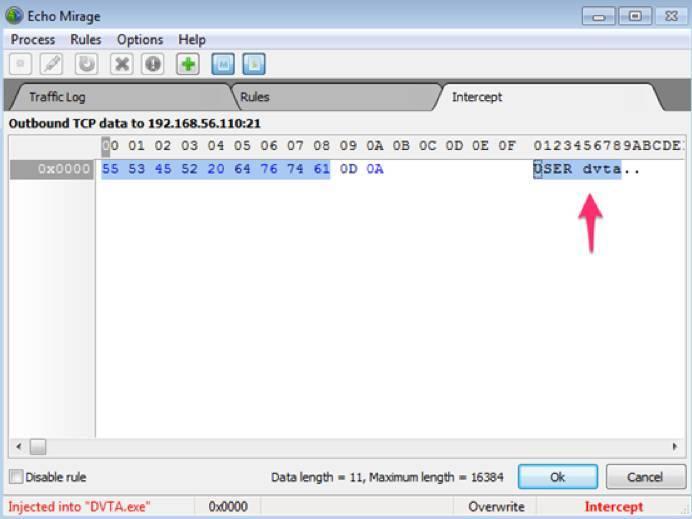 Echo Mirage
Process Rules Options Help
Traffic Log Rules Intercept
Outbound TCP data to 192.168.56.110:21
00 01 02 03 04 05 06 07 08 09 0A 0B 0C 0D 0E 0F 0123456789ABCDE
0x0000 55 53 45 52 20 64 76 74 61 0D 0A USER dvta..
Disable rule Data length = 11, Maximum length = 16384 Ok Cancel
Injected into "DVTA.exe" 0x0000 Overwrite Intercept